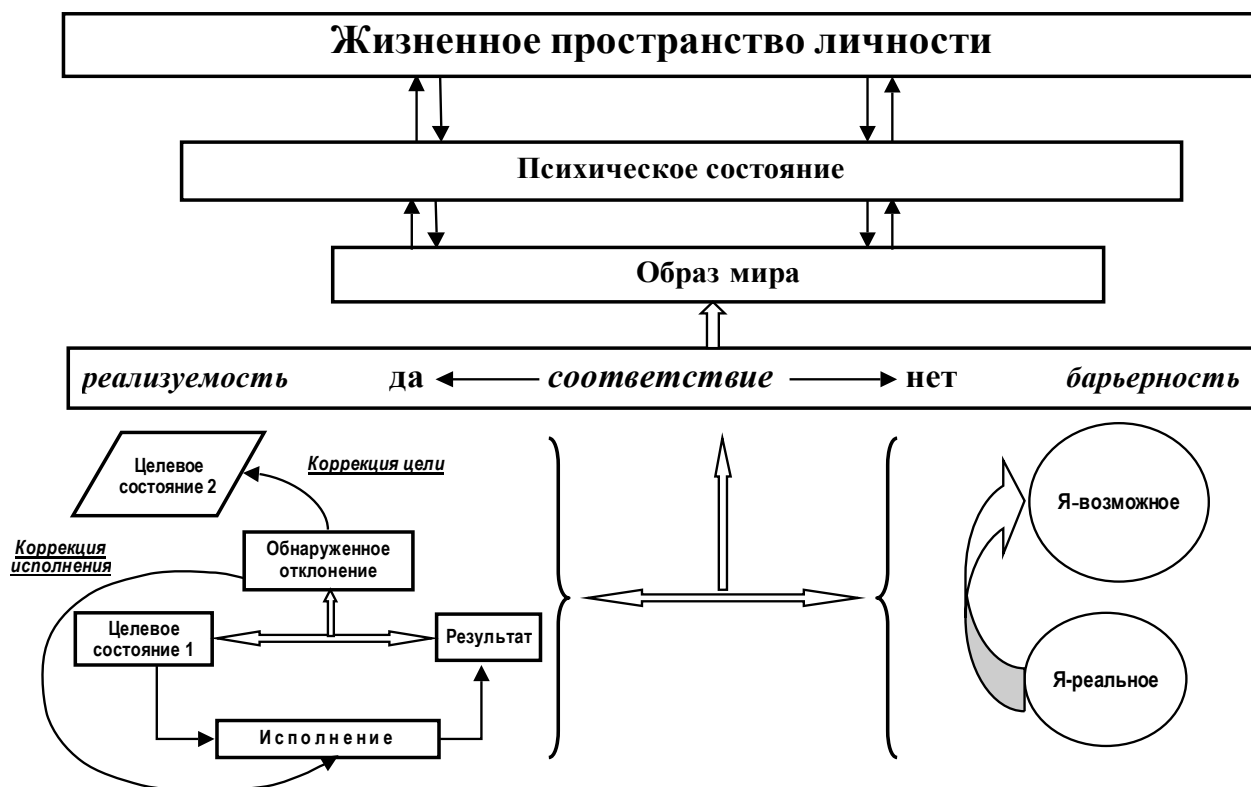 Жизненное пространство личности
Психическое состояние
Образ мира
реализуемость да соответствие нет барьерность
Целевое
состояние 2
Коррекция цели
Коррекция
исполнения
Обнаруженное
отклонение
Целевое
состояние 1
Результат
Исполнение
Я-возможное
Я-реальное